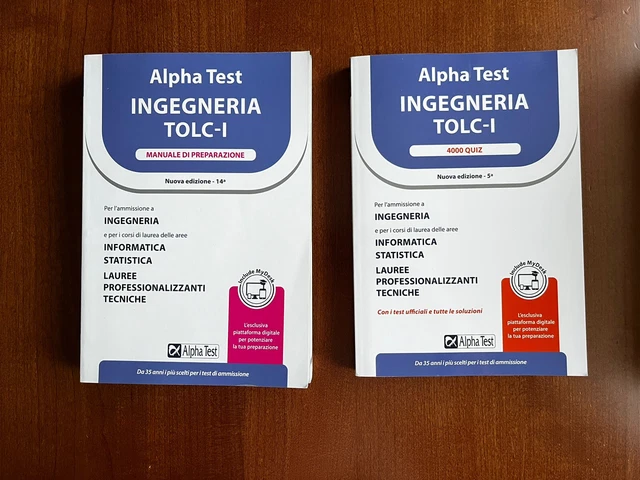 Alpha Test
INGEGNERIA
TOLC-I
MANUALE DI PREPARAZIONE
Nuova edizione - 14ª
Per l'ammissione a
INGEGNERIA
e per i corsi di laurea delle aree
INFORMATICA
STATISTICA
LAUREE
PROFESSIONALIZZANTI
TECNICHE
Include MyDesk
L'esclusiva
piattaforma digitale
per potenziare
la tua preparazione
Alpha Test
Da 35 anni i più scelti per i test di ammissione
Alpha Test
INGEGNERIA
TOLC-I
4000 QUIZ
Nuova edizione - 5ª
Per l'ammissione a
INGEGNERIA
e per i corsi di laurea delle aree
INFORMATICA
STATISTICA
LAUREE
PROFESSIONALIZZANTI
TECNICHE
Con i test ufficiali e tutte le soluzioni
Include MyDesk
L'esclusiva
piattaforma digitale
per potenziare
la tua preparazione
Alpha Test
Da 35 anni i più scelti per i test di ammissione